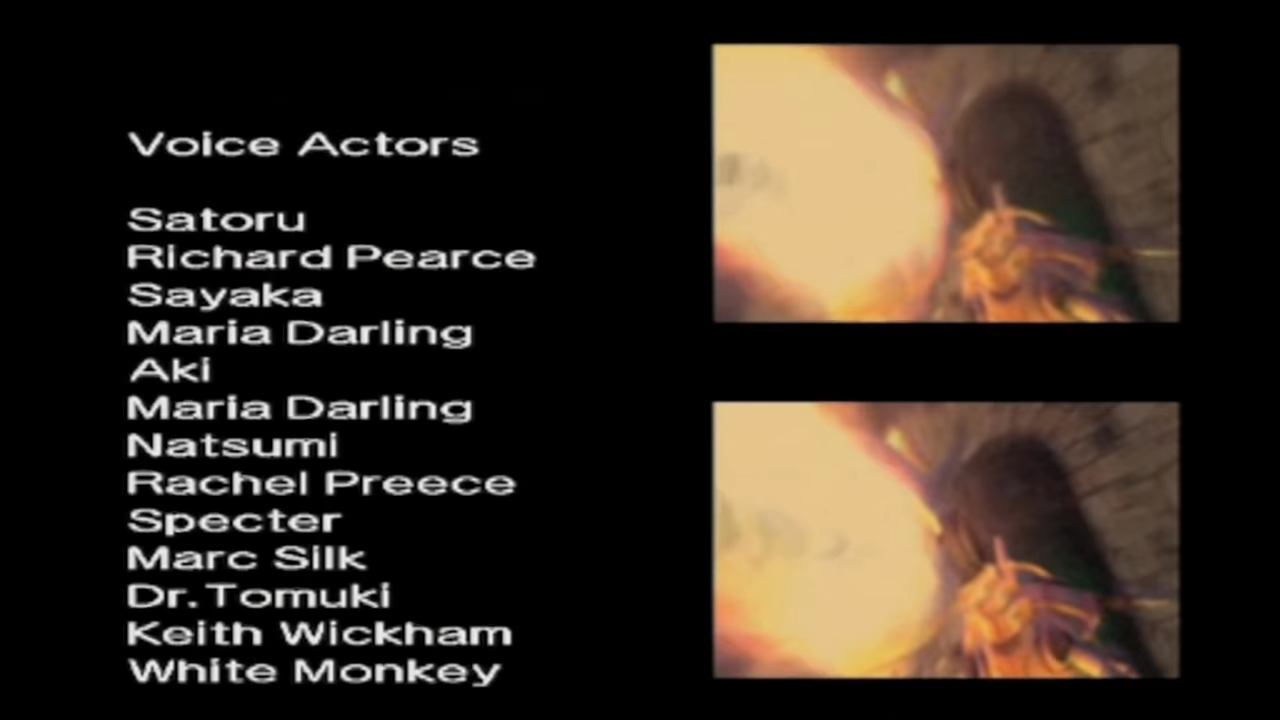 Voice Actors
Satoru
Richard Pearce
Sayaka
Maria Darling
Aki
Maria Darling
Natsumi
Rachel Preece
Specter
Marc Silk
Dr.Tomuki
Keith Wickham
White Monkey